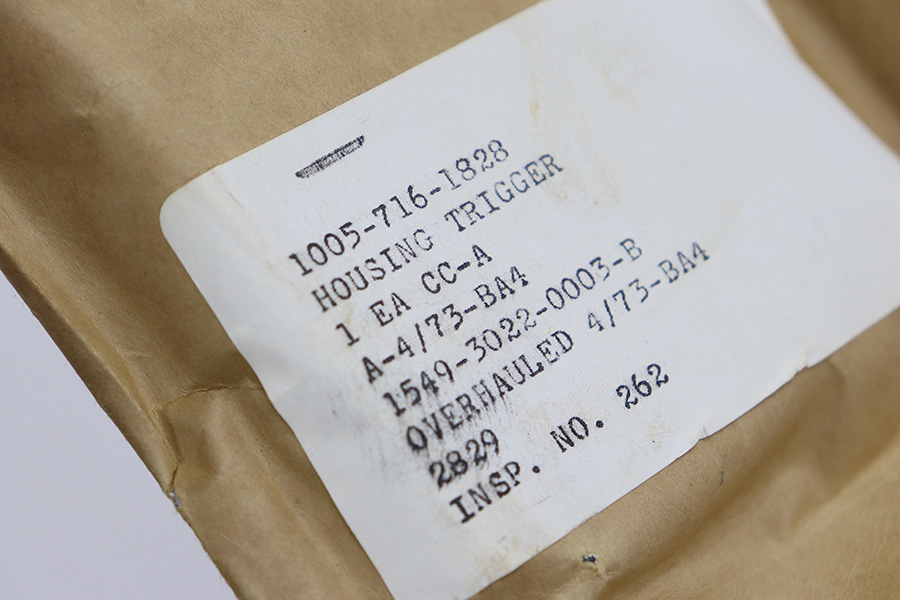 1005-716-1828
HOUSING TRIGGER
1 EA CC-A
A-4/73-BA4
1549-3022-0003-B
OVERHAULED 4/73-BA4
2829
INSP. NO. 262